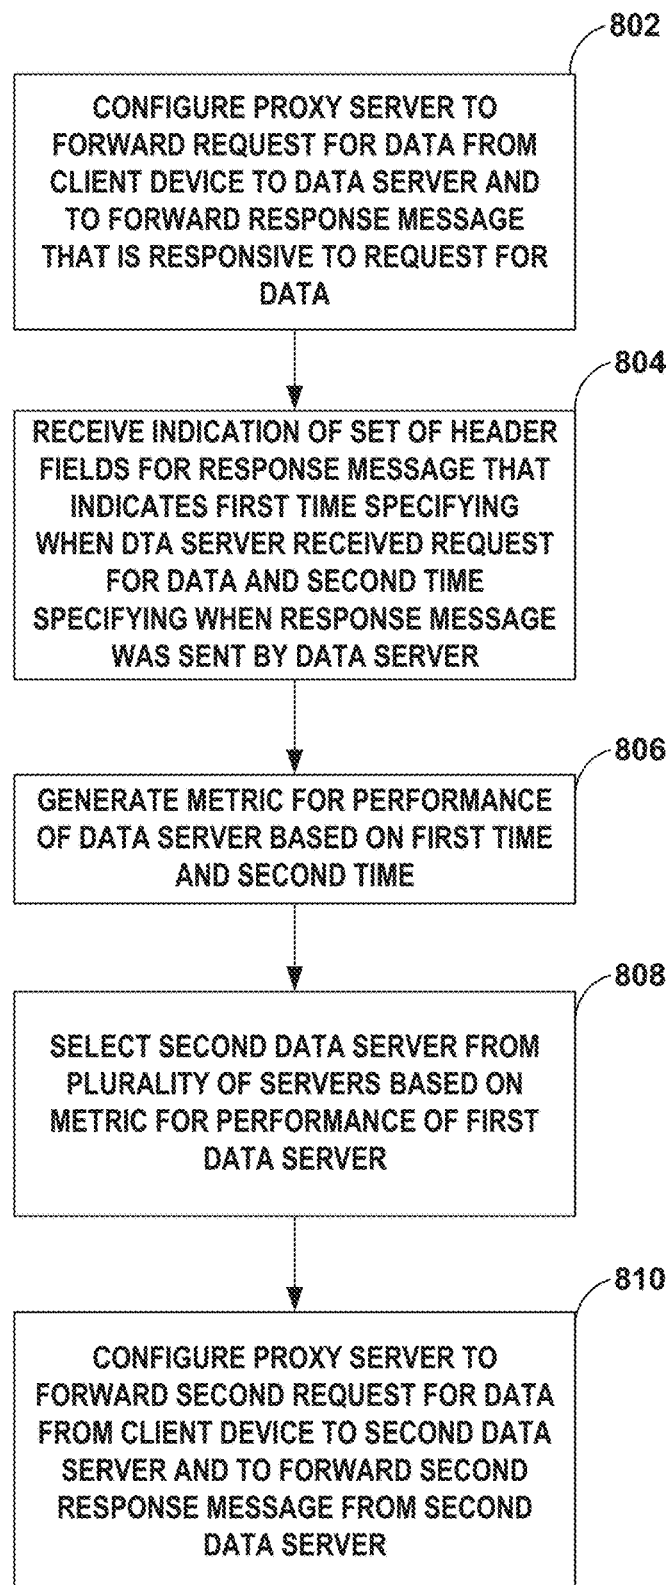 802
CONFIGURE PROXY SERVER TO
FORWARD REQUEST FOR DATA FROM
CLIENT DEVICE TO DATA SERVER AND
TO FORWARD RESPONSE MESSAGE
THAT IS RESPONSIVE TO REQUEST FOR
DATA
804
RECEIVE INDICATION OF SET OF HEADER
FIELDS FOR RESPONSE MESSAGE THAT
INDICATES FIRST TIME SPECIFYING
WHEN DTA SERVER RECEIVED REQUEST
FOR DATA AND SECOND TIME
SPECIFYING WHEN RESPONSE MESSAGE
WAS SENT BY DATA SERVER
806
GENERATE METRIC FOR PERFORMANCE
OF DATA SERVER BASED ON FIRST TIME
AND SECOND TIME
808
SELECT SECOND DATA SERVER FROM
PLURALITY OF SERVERS BASED ON
METRIC FOR PERFORMANCE OF FIRST
DATA SERVER
810
CONFIGURE PROXY SERVER TO
FORWARD SECOND REQUEST FOR DATA
FROM CLIENT DEVICE TO SECOND DATA
SERVER AND TO FORWARD SECOND
RESPONSE MESSAGE FROM SECOND
DATA SERVER